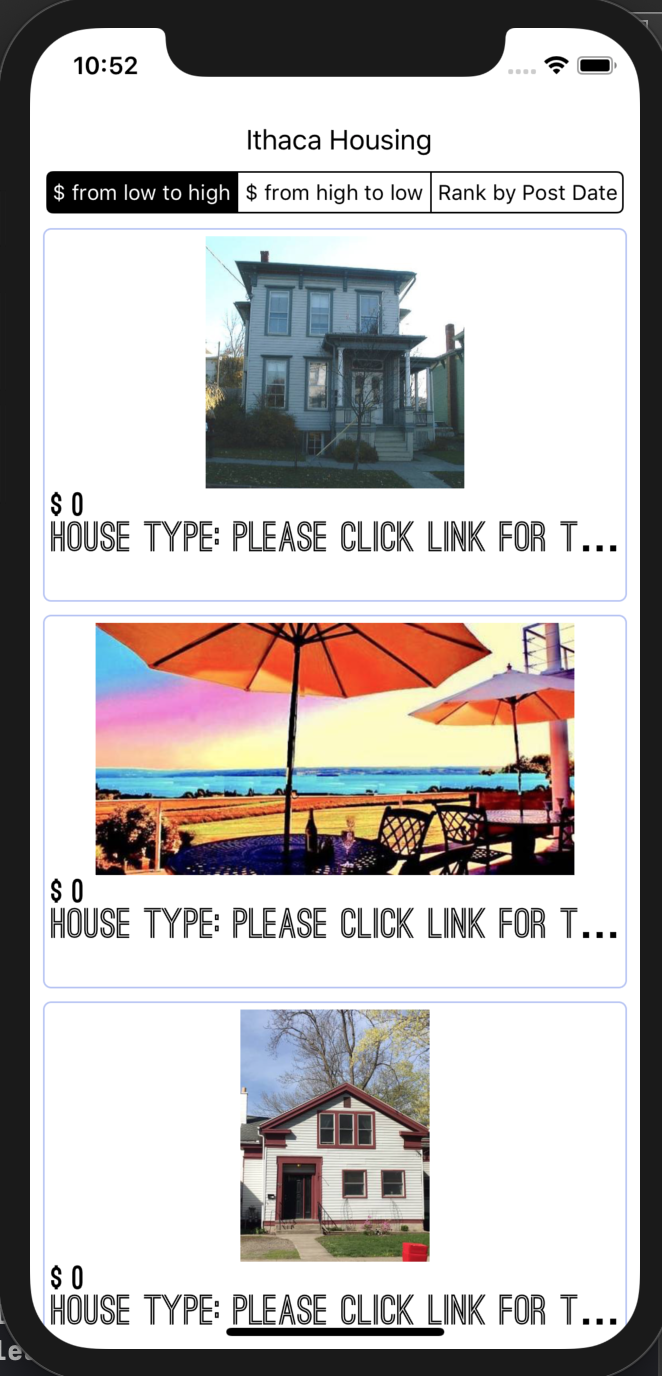 10:52
Ithaca Housing
$ from low to high $ from high to low Rank by Post Date
$ 0
HOUSE TYPE: PLEASE CLICK LINK FOR T...
$ 0
HOUSE TYPE: PLEASE CLICK LINK FOR T...
$ 0
HOUSE TYPE: PLEASE CLICK LINK FOR T...